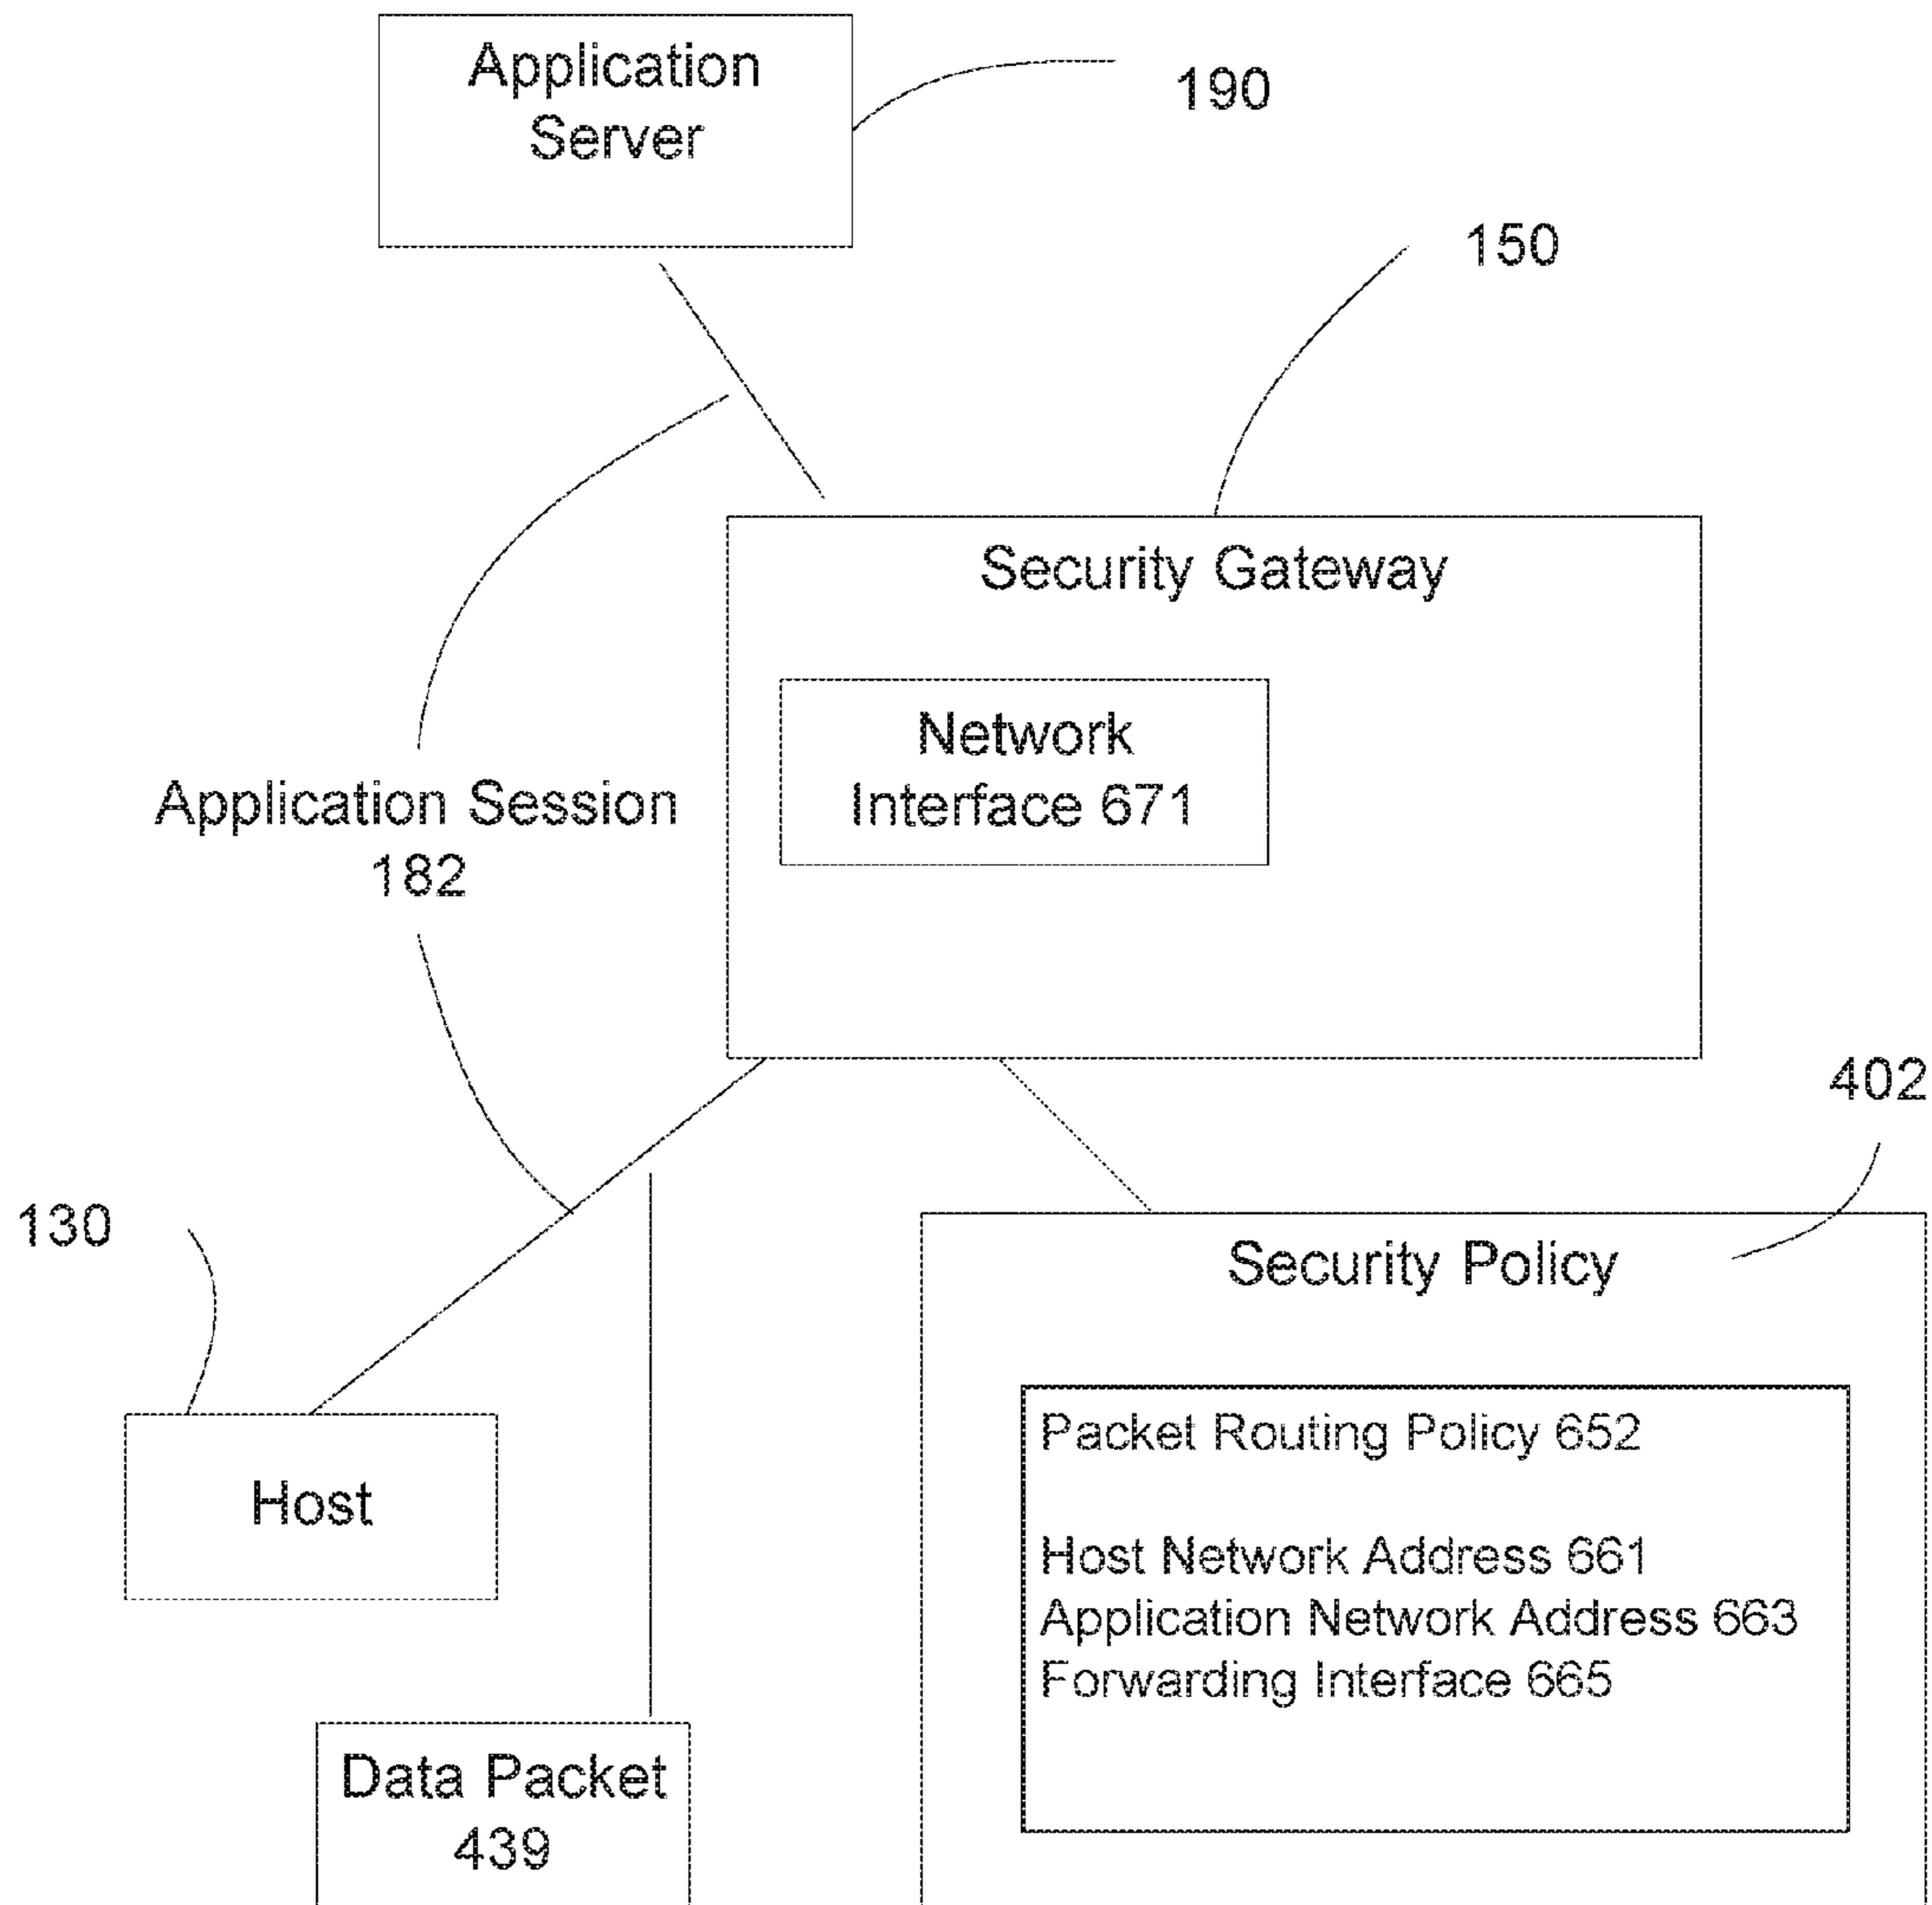 Application
Server
190
150
Security Gateway
Network
Interface 671
Application Session
182
402
130
Security Policy
Host
Packet Routing Policy 652
Host Network Address 661
Application Network Address 663
Forwarding Interface 665
Data Packet
439